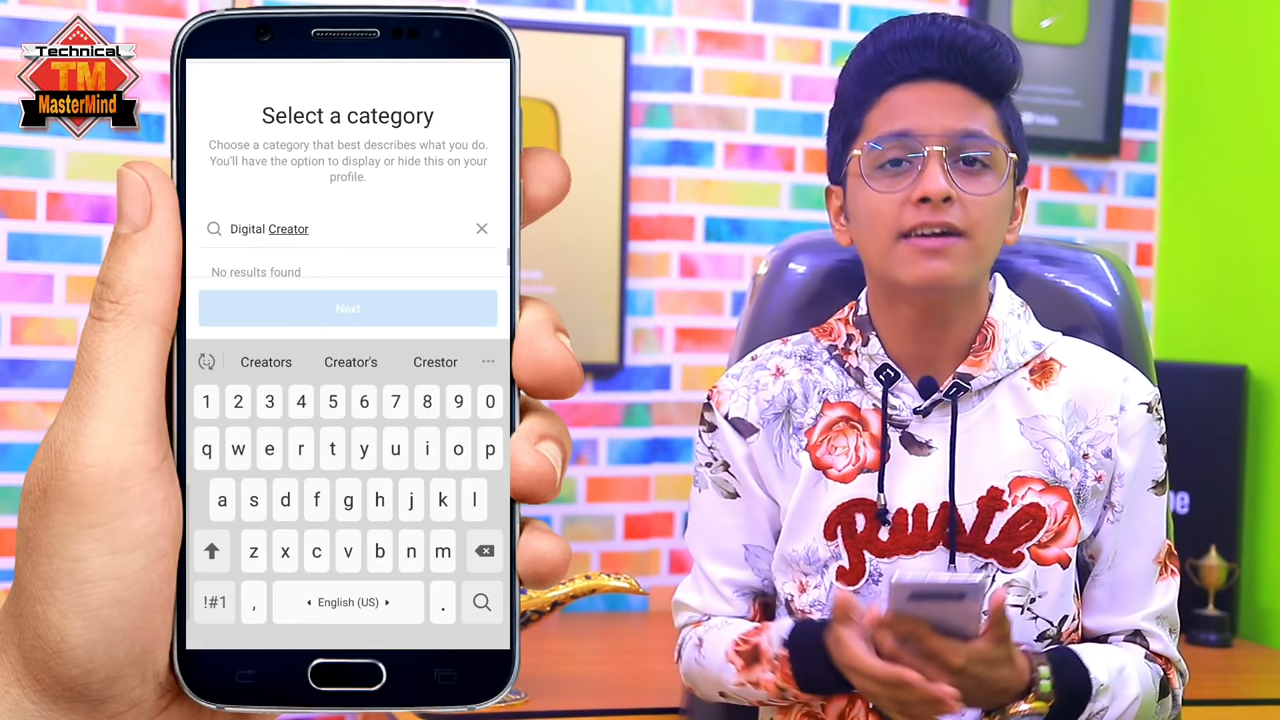 Technical
TM
MasterMind
Select a category
Choose a category that best describes what you do.
You'll have the option to display or hide this on your
profile.
Digital Creator
No results found
Next
Creators Creator's Crestor
1 2 3 4 5 6 7 8 9 0
q w e r t y u i o p
a s d f g h j k l
z x c v b n m
!#1 , English (US) .
Runte